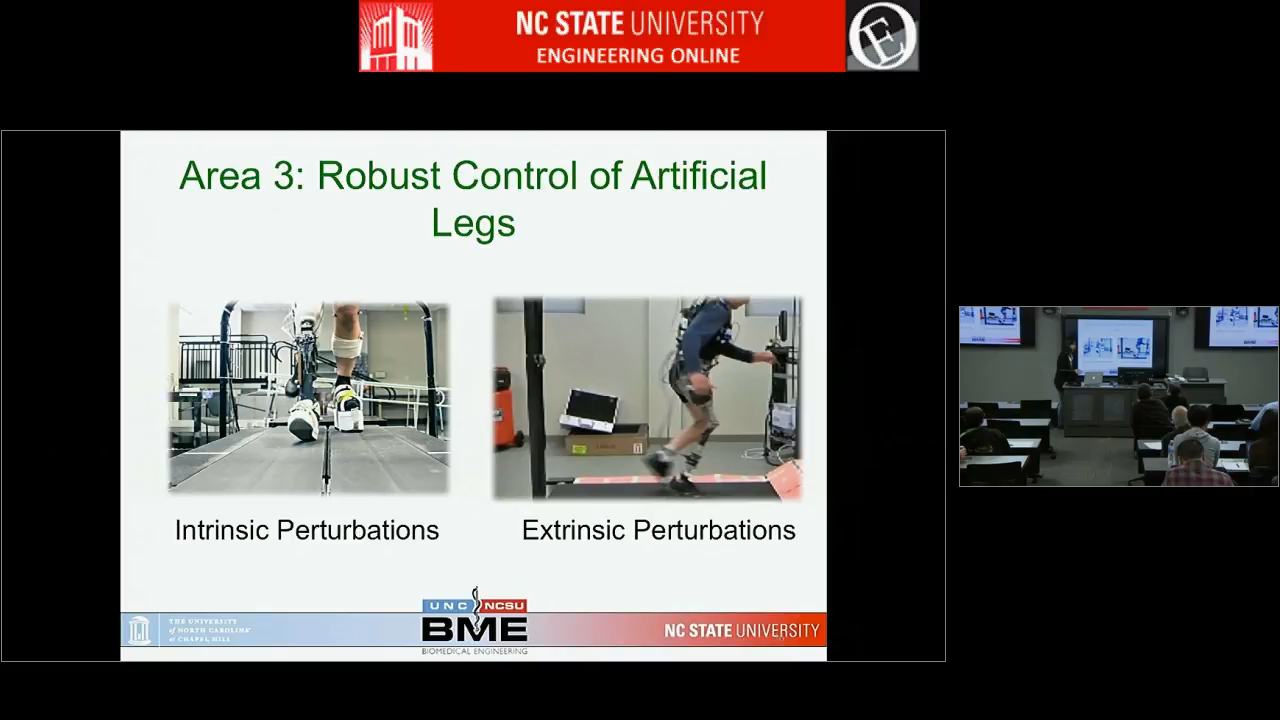 NC STATE UNIVERSITY
ENGINEERING ONLINE
Area 3: Robust Control of Artificial
Legs
Intrinsic Perturbations
Extrinsic Perturbations
THE UNIVERSITY
of NORTH CAROLINA
at CHAPEL HILL
UNC NCSU
BME
BIOMEDICAL ENGINEERING
NC STATE UNIVERSITY